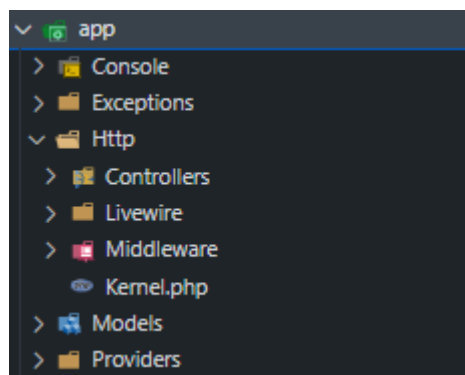 app
Console
Exceptions
Http
Controllers
Livewire
Middleware
Kernel.php
Models
Providers